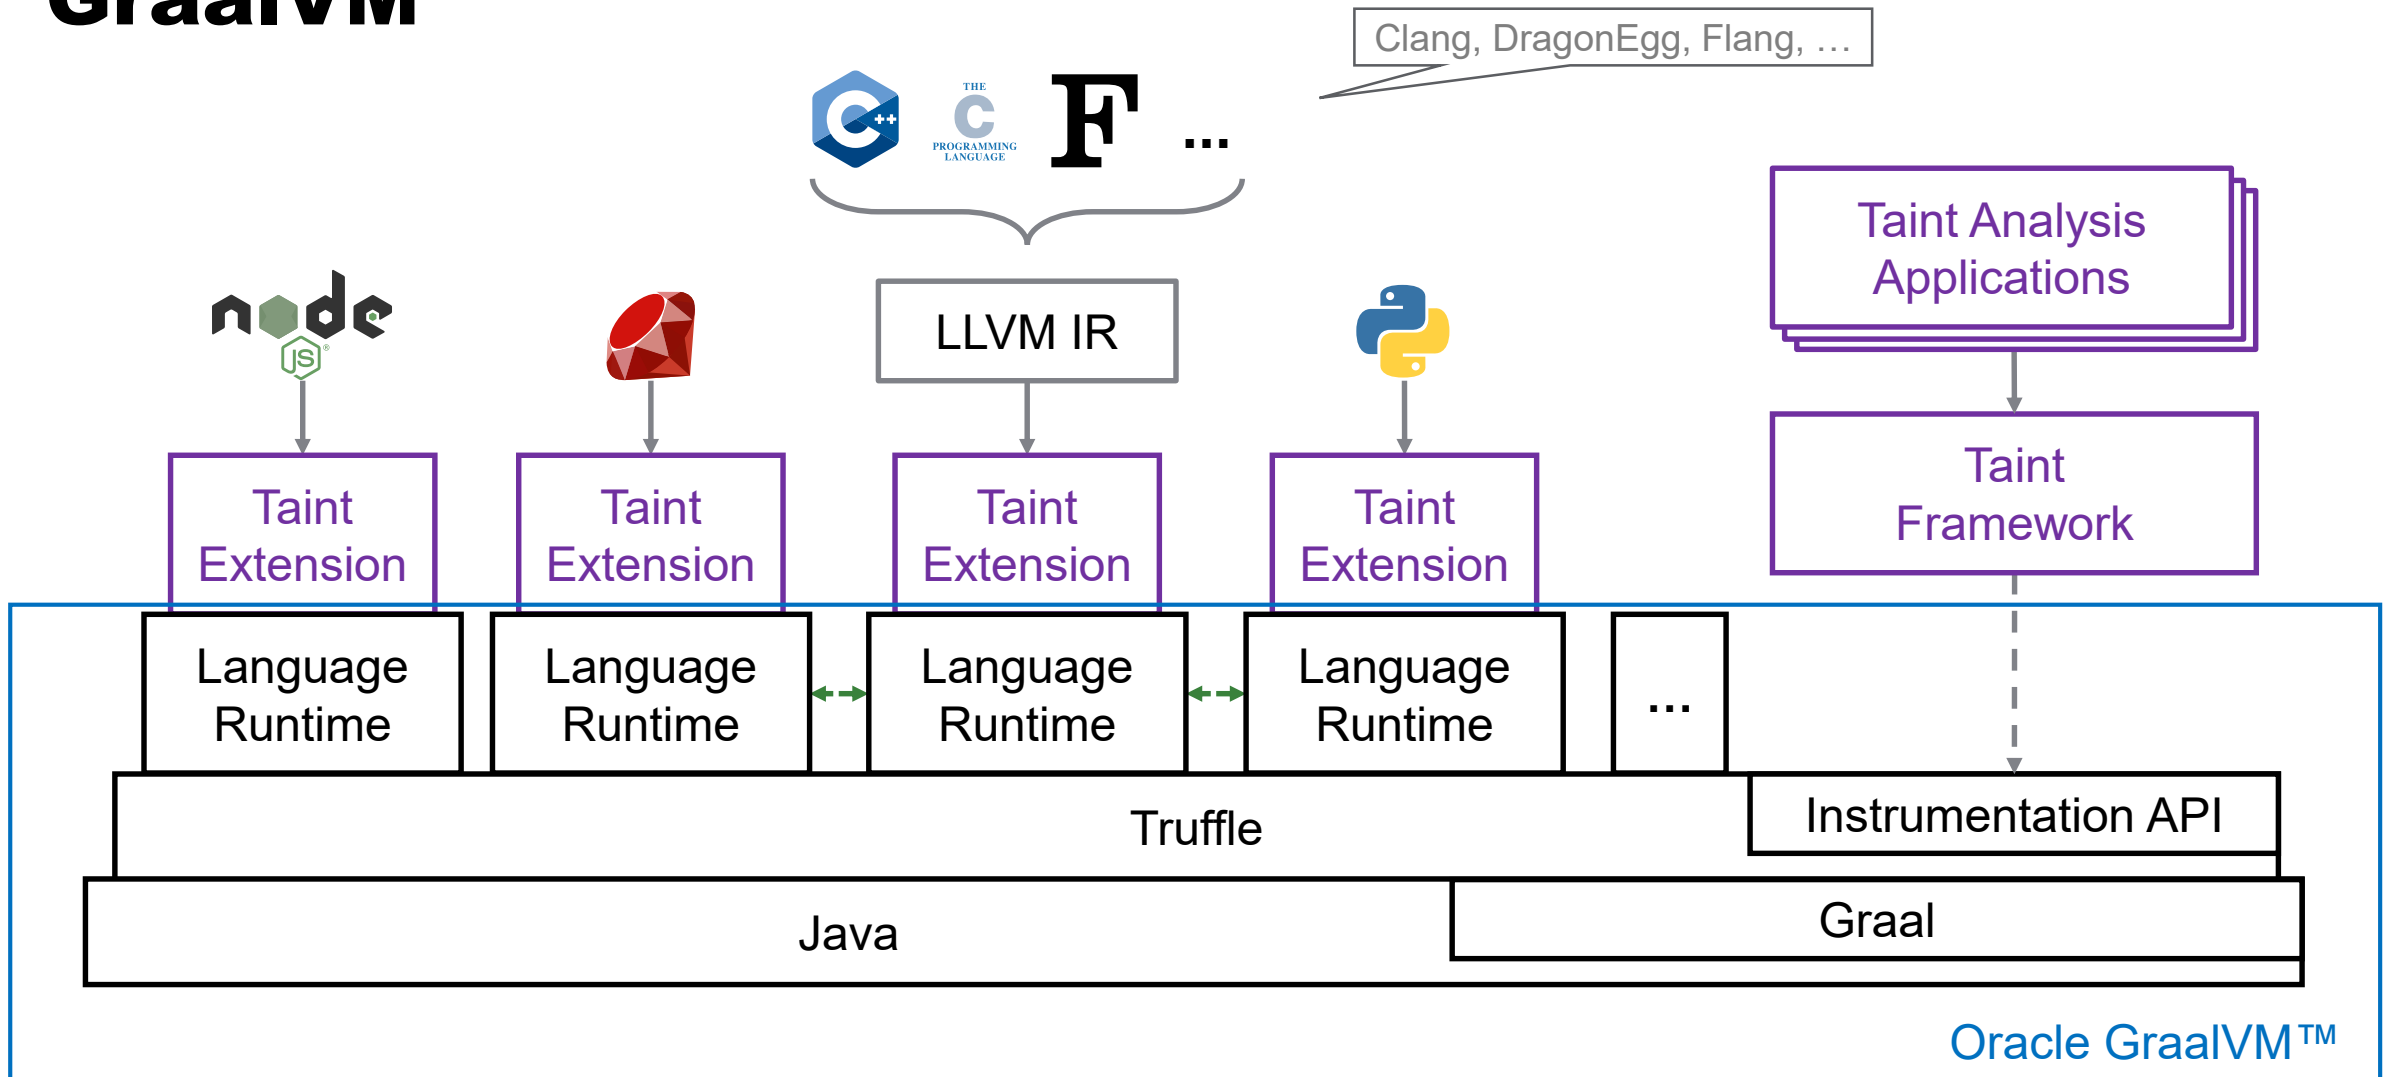 GraalVM
Clang, DragonEgg, Flang, …
C++
THE
C
PROGRAMMING
LANGUAGE
F
...
Taint Analysis
Applications
node
JS®
LLVM IR
Taint
Framework
Taint
Extension
Taint
Extension
Taint
Extension
Taint
Extension
Language
Runtime
Language
Runtime
Language
Runtime
Language
Runtime
...
Truffle
Instrumentation API
Java
Graal
Oracle GraalVM™